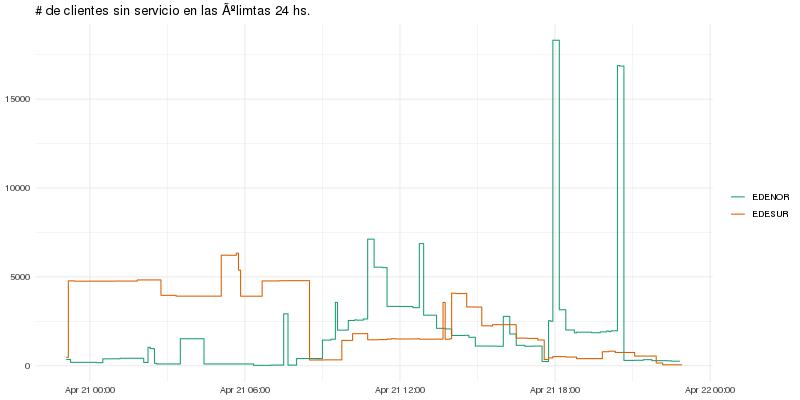 # de clientes sin servicio en las Ãºlimtas 24 hs.
15000
10000
5000
0
EDENOR
EDESUR
Apr 21 00:00
Apr 21 06:00
Apr 21 12:00
Apr 21 18:00
Apr 22 00:00